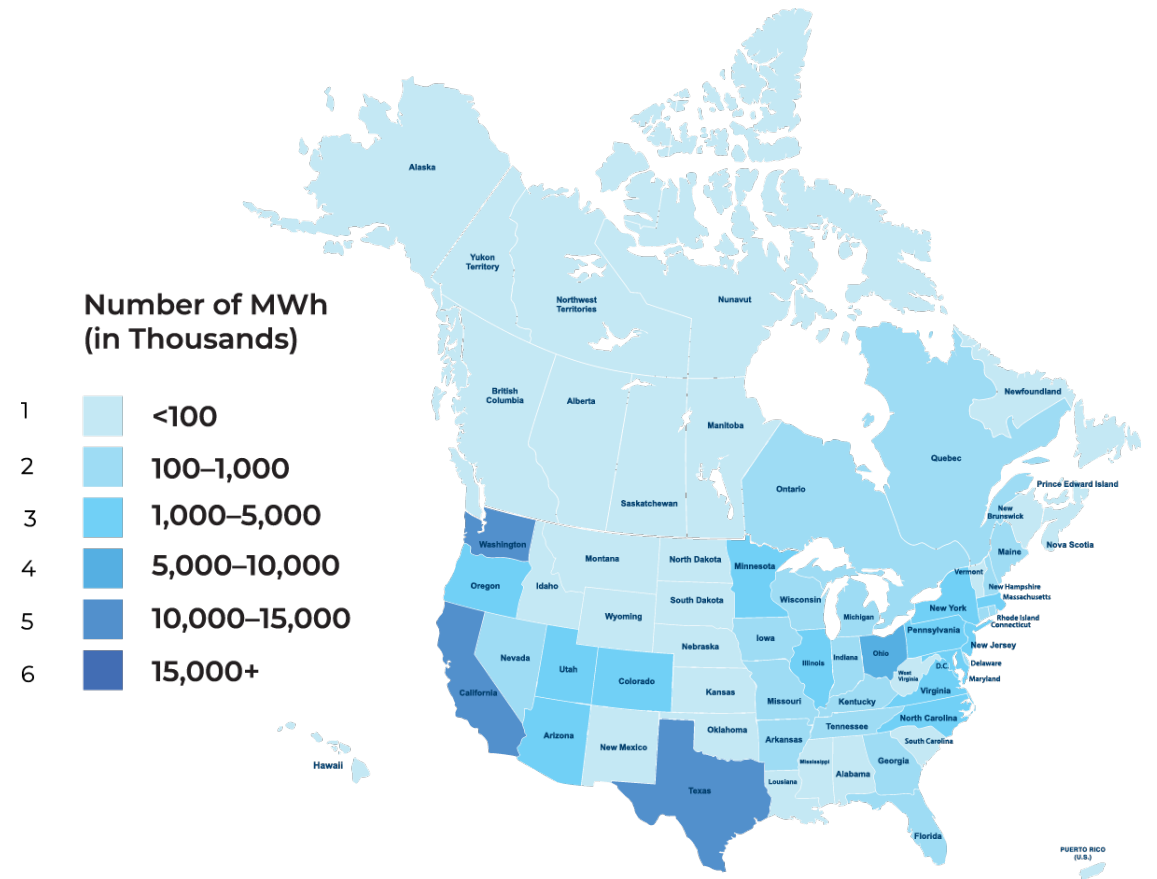 Alaska
Yukon
Territory
Northwest
Territories
Nunavut
Number of MWh
(in Thousands)
1 <100
2 100–1,000
3 1,000–5,000
4 5,000–10,000
5 10,000–15,000
6 15,000+
British
Columbia
Alberta
Saskatchewan
Manitoba
Ontario
Quebec
Newfoundland
Prince Edward Island
New
Brunswick
Nova Scotia
Maine
Washington
Oregon
Idaho
Montana
North Dakota
South Dakota
Wyoming
Nebraska
Minnesota
Wisconsin
Michigan
Iowa
Vermont
New Hampshire
Massachusetts
New York
Rhode Island
Connecticut
Pennsylvania
New Jersey
Delaware
Maryland
D.C.
Nevada
Utah
Colorado
California
Kansas
Missouri
Illinois
Indiana
Ohio
West
Virginia
Virginia
Kentucky
Tennessee
North Carolina
South Carolina
Arizona
New Mexico
Oklahoma
Arkansas
Texas
Lousiana
Mississippi
Alabama
Georgia
Florida
Hawaii
PUERTO RICO
(U.S.)